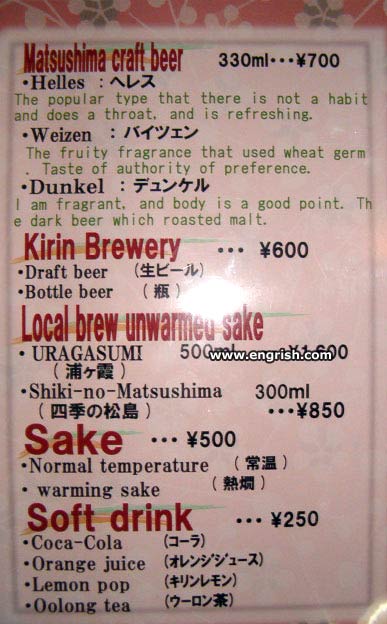 Matsushima craft beer 330ml・・・¥700
・Helles : ヘレス
The popular type that there is not a habit
and does a throat, and is refreshing.
・Weizen : バイツェン
The fruity fragrance that used wheat germ
. Taste of authority of preference.
・Dunkel : デュンケル
I am fragrant, and body is a good point. Th
e dark beer which roasted malt.
Kirin Brewery ・・・ ¥600
・Draft beer (生ビール)
・Bottle beer (瓶)
Local brew unwarmed sake
・URAGASUMI 500ml ¥1,600
(浦ヶ霞)
www.engrish.com
・Shiki-no-Matsushima 300ml
(四季の松島) ・・・¥850
Sake ・・・ ¥500
・Normal temperature (常温)
・warming sake (熱燗)
Soft drink ・・・ ¥250
・Coca-Cola (コーラ)
・Orange juice (オレンジジュース)
・Lemon pop (キリンレモン)
・Oolong tea (ウーロン茶)